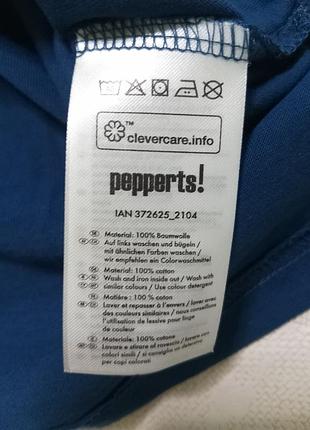 ™
clevercare.info
pepperts!
IAN 372625_2104
Material: 100% Baumwolle
Auf links waschen und bügeln /
mit ähnlichen Farben waschen /
wir empfehlen ein Colorwaschmittel
Material: 100% cotton
Wash and iron inside out / Wash with
similar colours / Use colour detergent
Matière : 100% coton
Laver et repasser à l'envers / laver avec
des couleurs similaires / nous conseillons
l'utilisation de lessive pour linge
de couleur
Materiale: 100% cotone
Lavare e stirare al rovescio / lavare con
colori simili / si consiglia un detersivo
per capi colorati